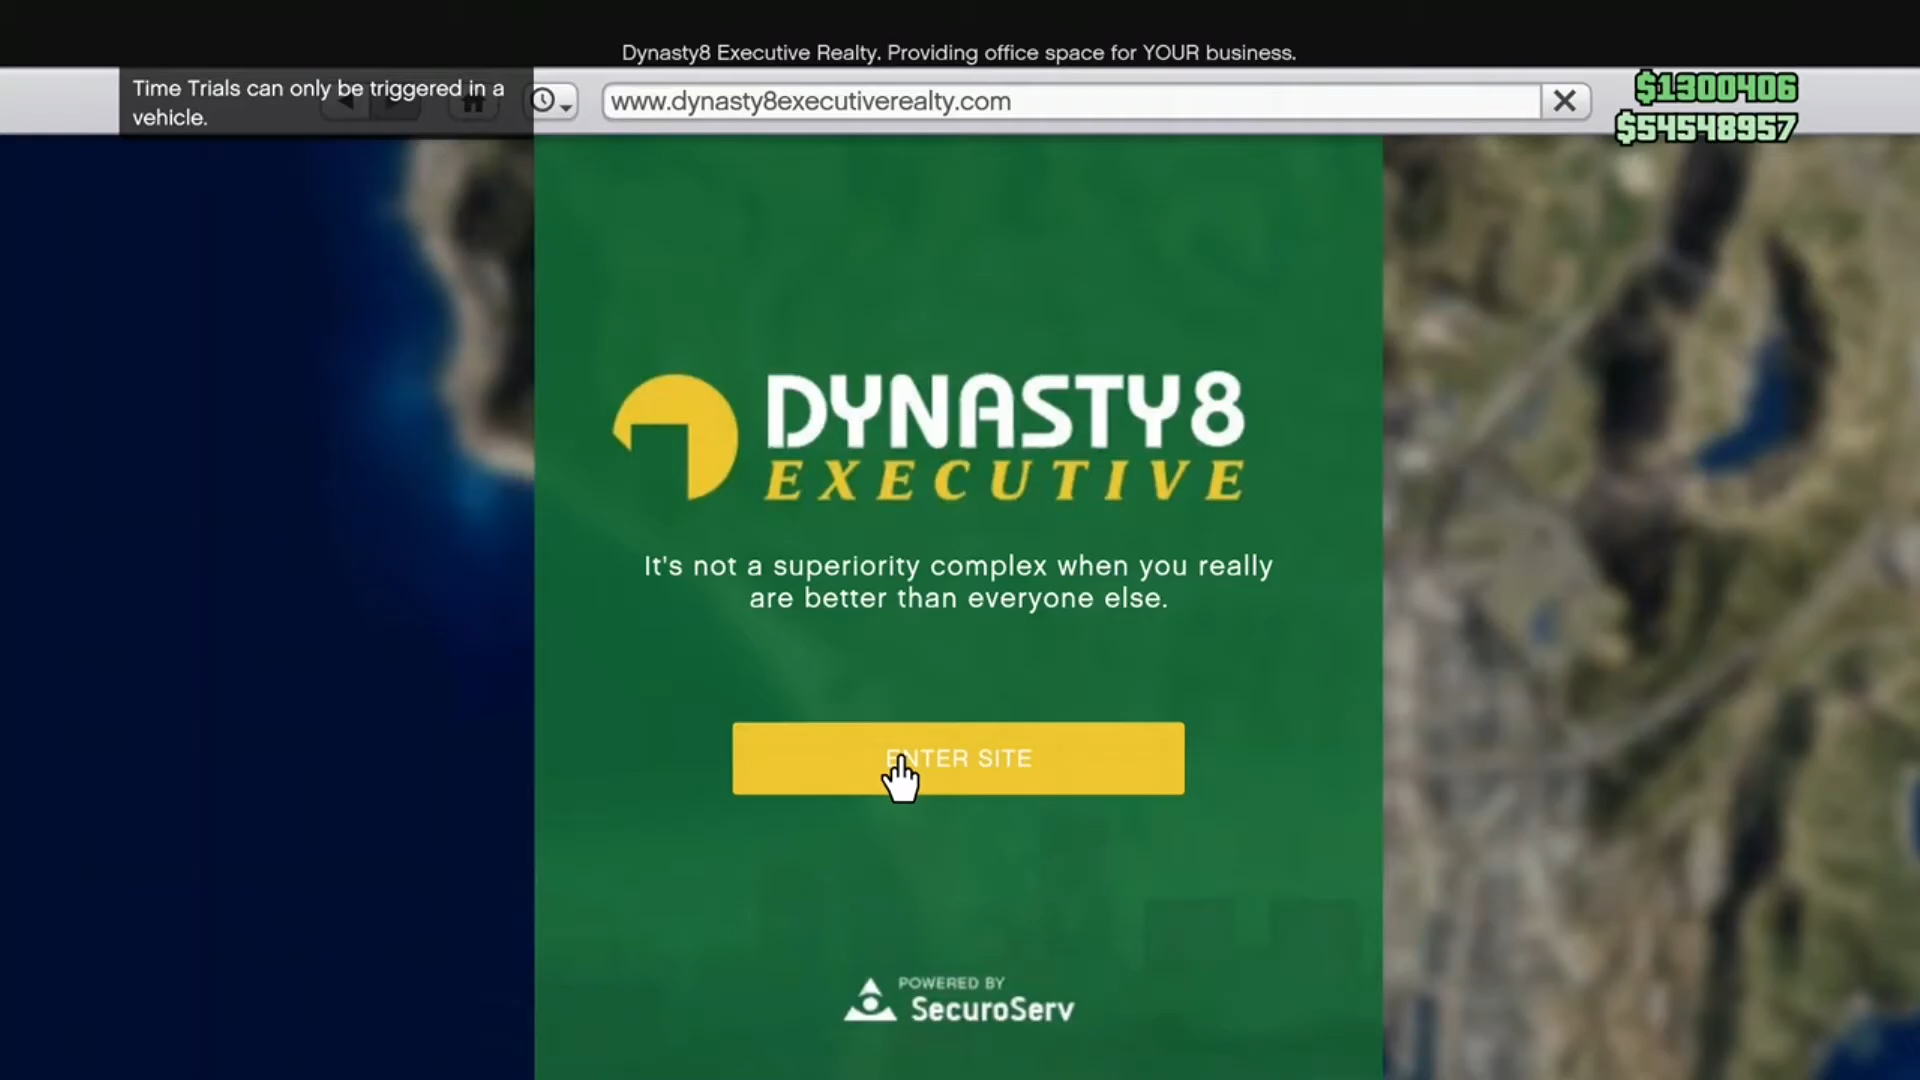 Dynasty8 Executive Realty. Providing office space for YOUR business.
Time Trials can only be triggered in a
vehicle.
www.dynasty8executiverealty.com
$1300406
$54548957
DYNASTY 8
EXECUTIVE
It's not a superiority complex when you really
are better than everyone else.
ENTER SITE
POWERED BY
SecuroServ